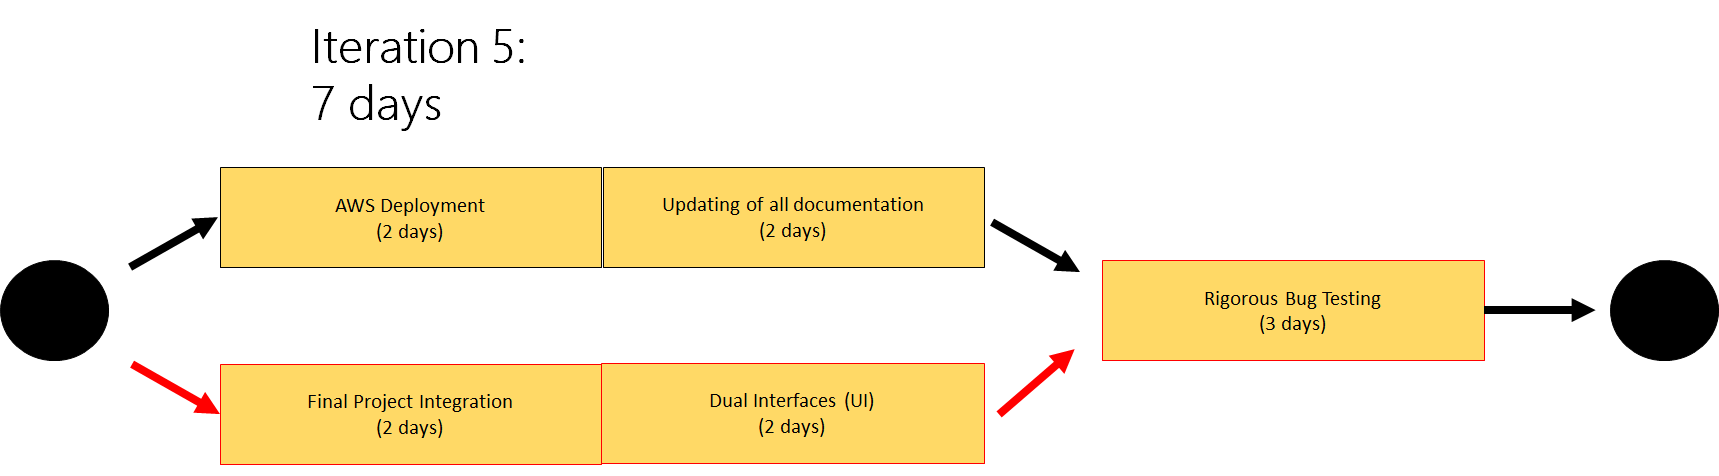 Iteration 5:
7 days
AWS Deployment
(2 days)
Updating of all documentation
(2 days)
Rigorous Bug Testing
(3 days)
Final Project Integration
(2 days)
Dual Interfaces (UI)
(2 days)